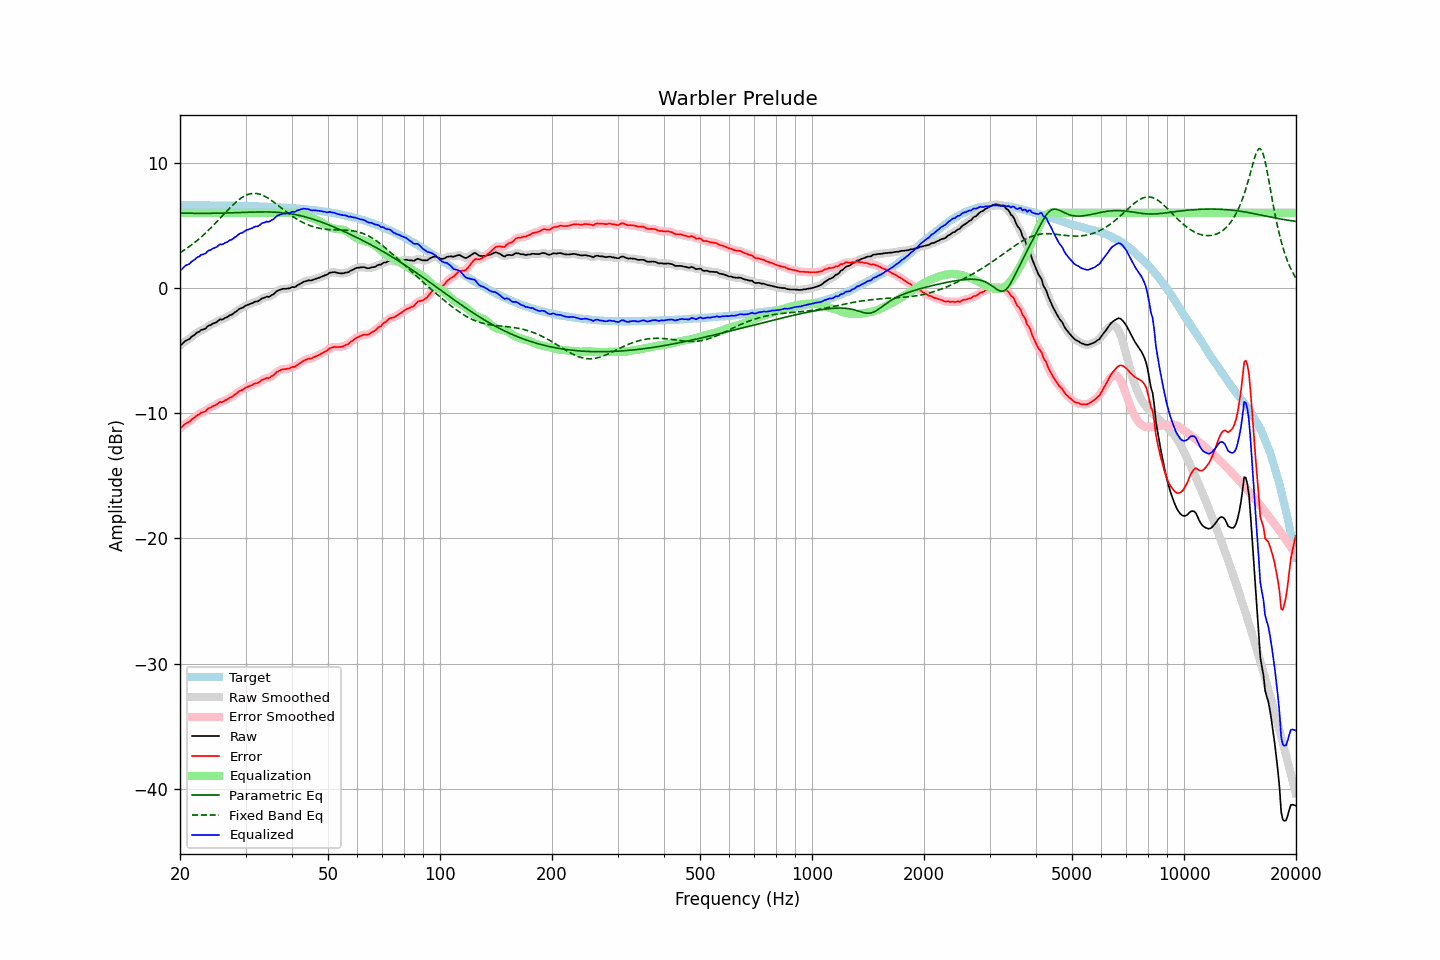 Warbler Prelude
Amplitude (dBr)
10
0
−10
−20
−30
−40
Target
Raw Smoothed
Error Smoothed
Raw
Error
Equalization
Parametric Eq
Fixed Band Eq
Equalized
20 50 100 200 500 1000 2000 5000 10000 20000
Frequency (Hz)